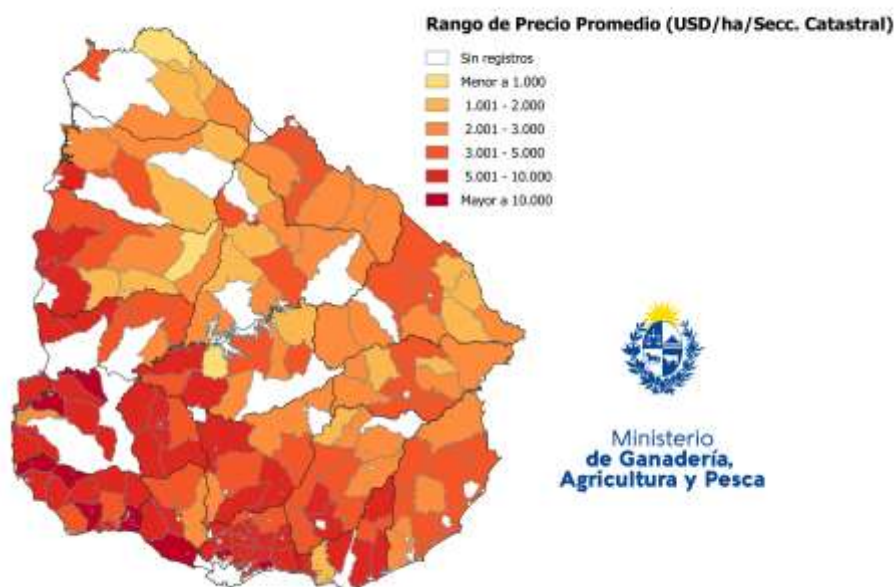 Rango de Precio Promedio (USD/ha/Secc. Catastral)
Sin registros
Menor a 1.000
1.001 - 2.000
2.001 - 3.000
3.001 - 5.000
5.001 - 10.000
Mayor a 10.000
Ministerio
de Ganadería,
Agricultura y Pesca